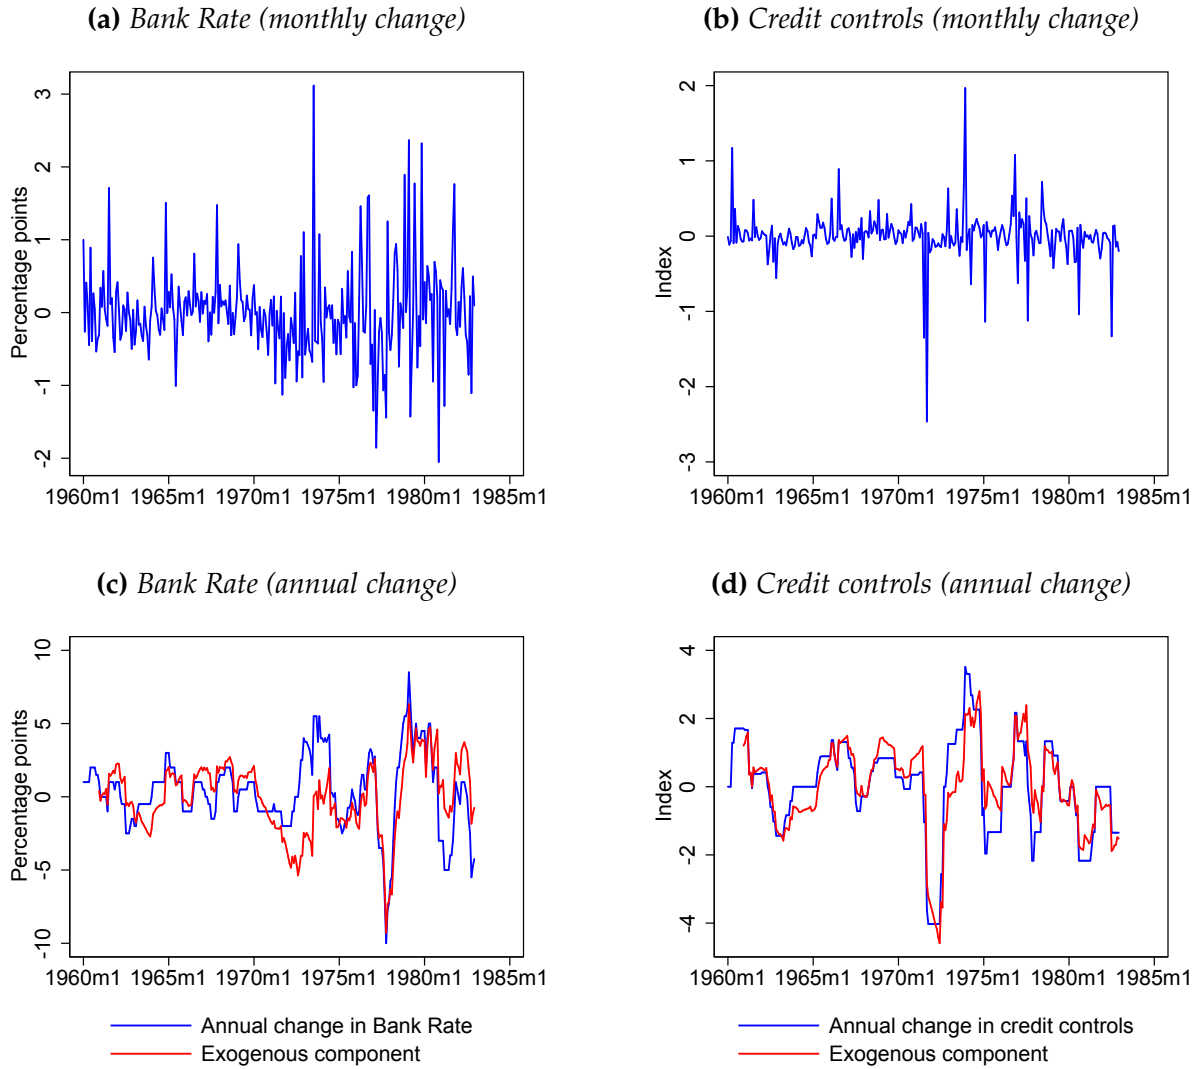 (a) Bank Rate (monthly change)
Percentage points
3
2
1
0
-1
-2
1960m1 1965m1 1970m1 1975m1 1980m1 1985m1
(b) Credit controls (monthly change)
Index
2
1
0
-1
-2
-3
1960m1 1965m1 1970m1 1975m1 1980m1 1985m1
(c) Bank Rate (annual change)
Percentage points
10
5
0
-5
-10
1960m1 1965m1 1970m1 1975m1 1980m1 1985m1
Annual change in Bank Rate
Exogenous component
(d) Credit controls (annual change)
Index
4
2
0
-2
-4
1960m1 1965m1 1970m1 1975m1 1980m1 1985m1
Annual change in credit controls
Exogenous component